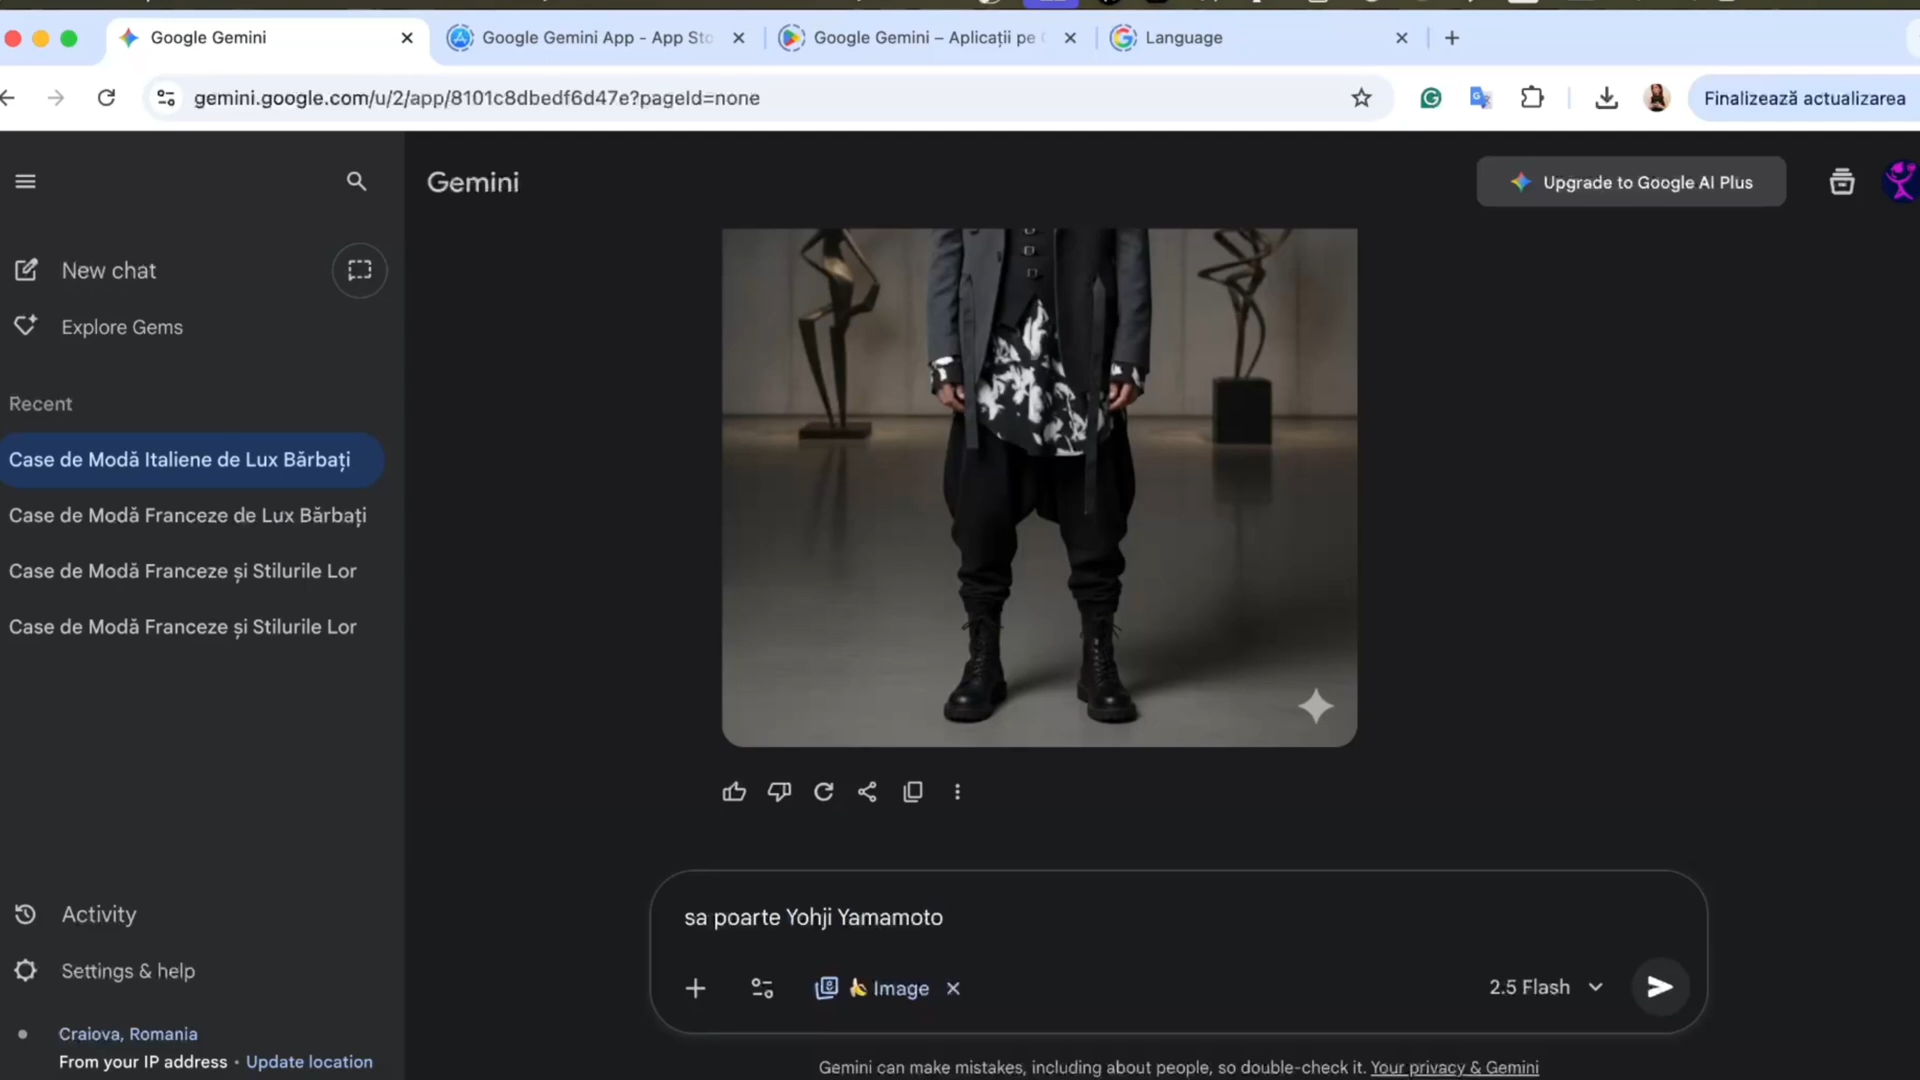 Google Gemini
Google Gemini App - App Sto
Google Gemini – Aplicații pe
Language
gemini.google.com/u/2/app/8101c8dbedf6d47e?pageId=none
Finalizează actualizarea
Gemini
Upgrade to Google AI Plus
New chat
Explore Gems
Recent
Case de Modă Italiene de Lux Bărbați
Case de Modă Franceze de Lux Bărbați
Case de Modă Franceze și Stilurile Lor
Case de Modă Franceze și Stilurile Lor
Activity
Settings & help
Craiova, Romania
From your IP address • Update location
sa poarte Yohji Yamamoto
Image
2.5 Flash
Gemini can make mistakes, including about people, so double-check it. Your privacy & Gemini